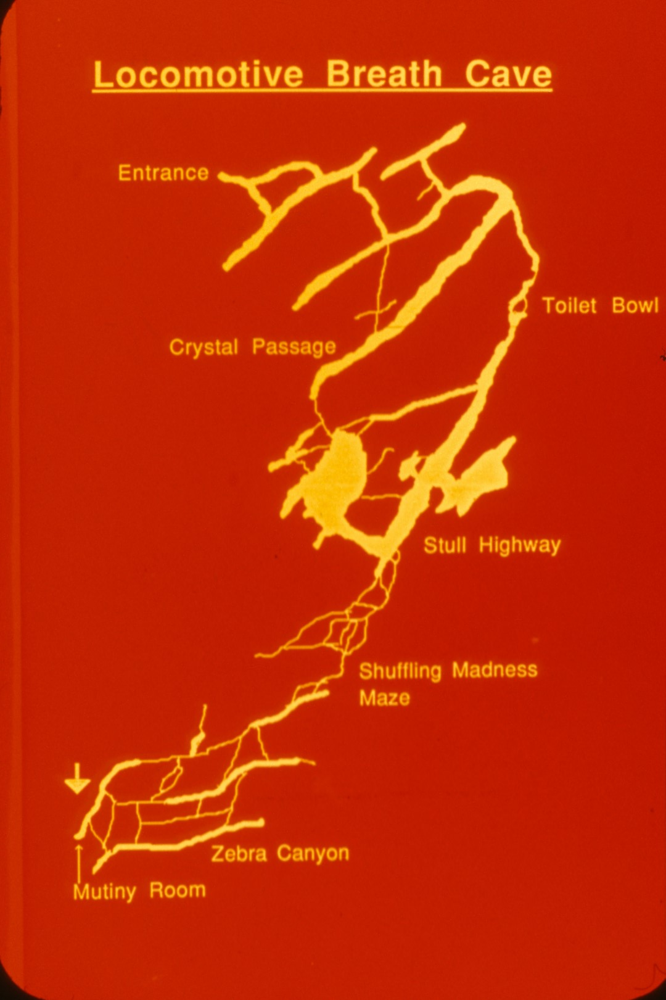 Locomotive Breath Cave
Entrance
Toilet Bowl
Crystal Passage
Stull Highway
Shuffling Madness
Maze
Zebra Canyon
Mutiny Room